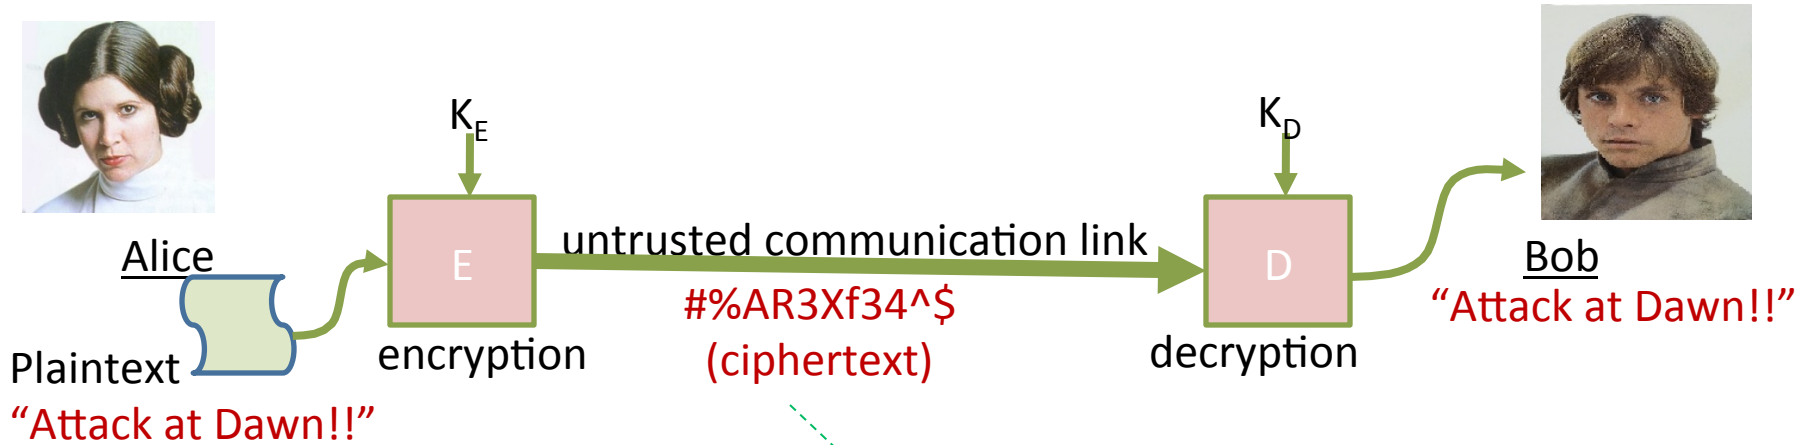 K_E
K_D
Alice
E
untrusted communication link
D
Bob
#%AR3Xf34^$
“Attack at Dawn!!”
encryption
(ciphertext)
decryption
Plaintext
“Attack at Dawn!!”